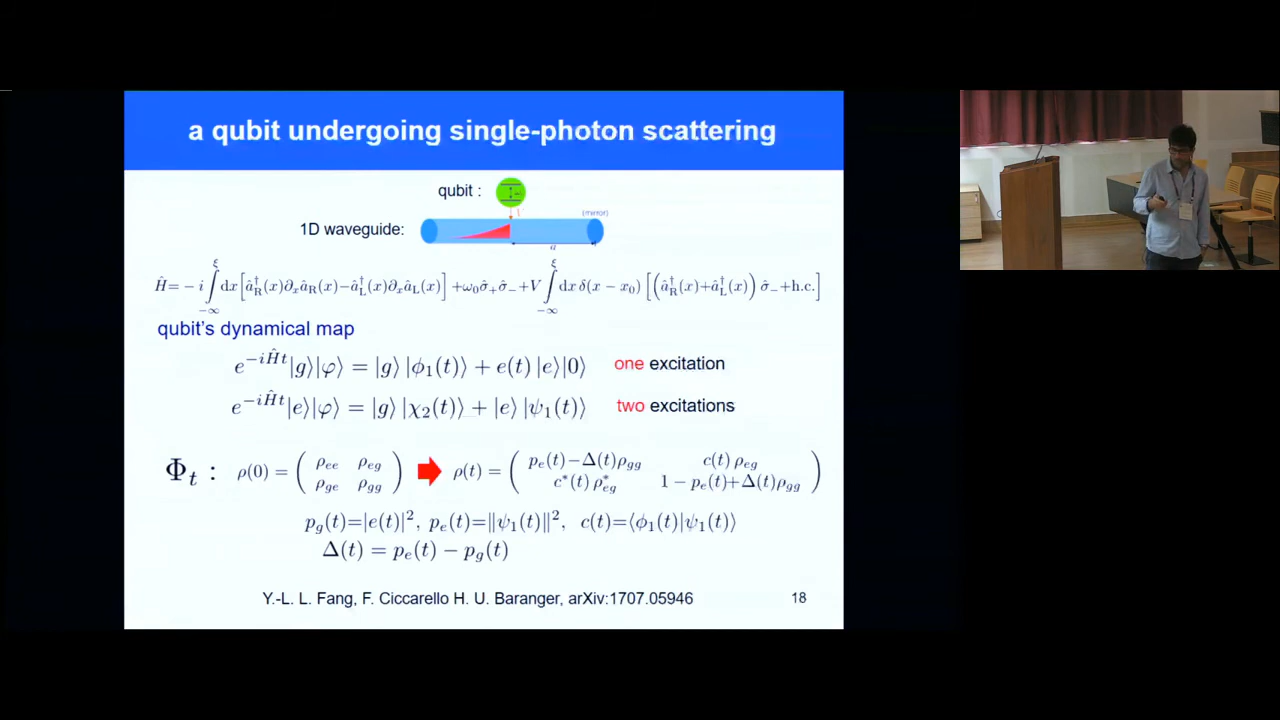 a qubit undergoing single-photon scattering
qubit :
(mirror)
1D waveguide:
a
Ĥ= − i∫_{−∞}^{ξ} dx[â†_R(x)∂_x â_R(x)−â†_L(x)∂_x â_L(x)] +ω₀σ̂₊σ̂₋+V∫_{−∞}^{ξ} dx δ(x − x₀) [(â†_R(x)+â†_L(x)) σ̂₋+h.c.]
qubit's dynamical map
e^{−iĤt}|g⟩|φ⟩ = |g⟩ |ϕ₁(t)⟩ + e(t) |e⟩|0⟩ one excitation
e^{−iĤt}|e⟩|φ⟩ = |g⟩ |χ₂(t)⟩ + |e⟩ |ψ₁(t)⟩ two excitations
Φ_t : ρ(0) = ( ρ_ee ρ_eg ; ρ_ge ρ_gg ) ρ(t) = ( p_e(t)−Δ(t)ρ_gg c(t) ρ_eg ; c*(t) ρ*_eg 1 − p_e(t)+Δ(t)ρ_gg )
p_g(t)=|e(t)|², p_e(t)=‖ψ₁(t)‖², c(t)=⟨ϕ₁(t)|ψ₁(t)⟩
Δ(t) = p_e(t) − p_g(t)
Y.-L. L. Fang, F. Ciccarello H. U. Baranger, arXiv:1707.05946
18